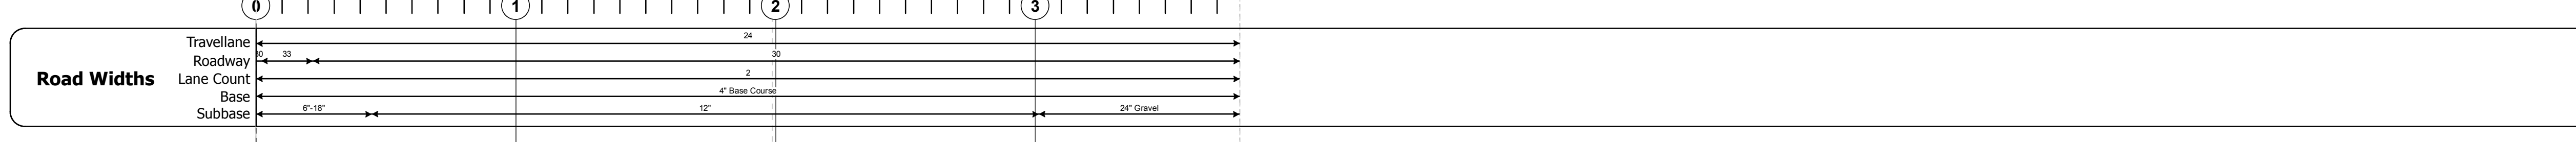 0 1 2 3
Road Widths
Travellane 24
Roadway 30 33 30
Lane Count 2
Base 4" Base Course
Subbase 6"-18" 12" 24" Gravel